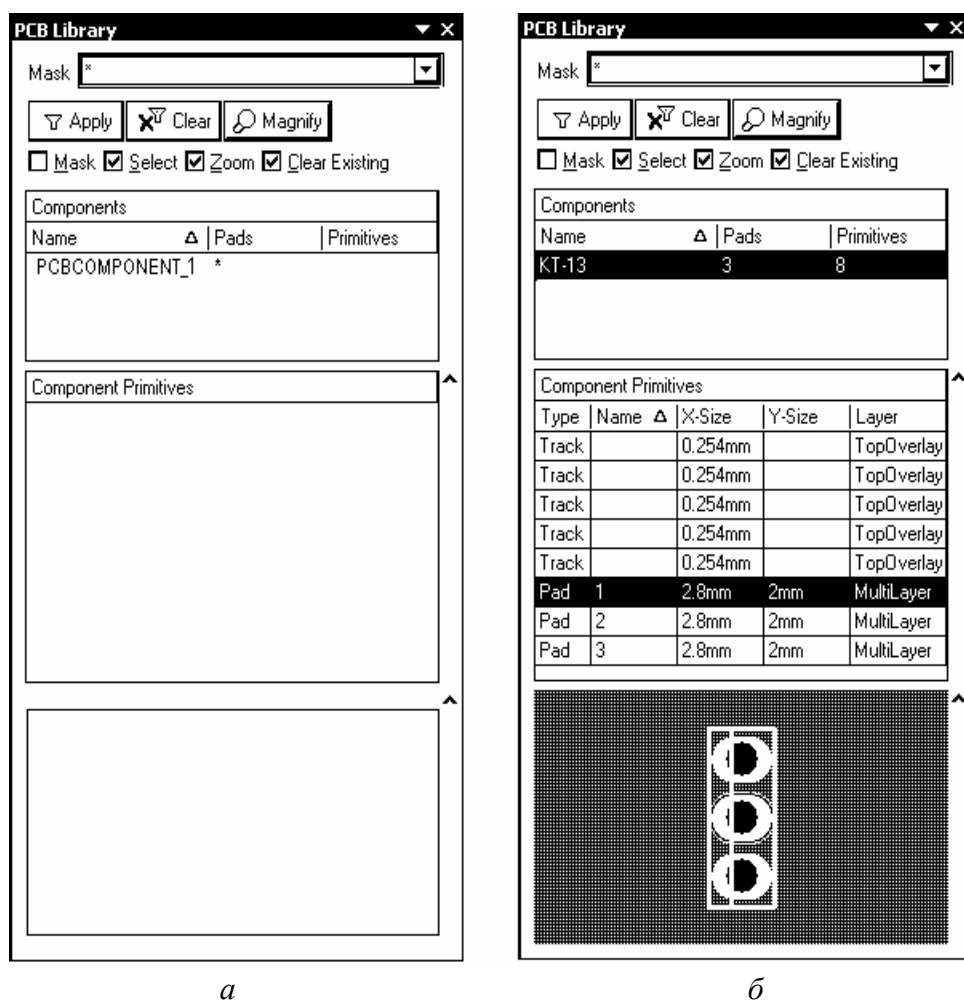 PCB Library
Mask *
Apply Clear Magnify
Mask Select Zoom Clear Existing
Components
Name Pads Primitives
PCBCOMPONENT_1 *
Component Primitives
а
PCB Library
Mask *
Apply Clear Magnify
Mask Select Zoom Clear Existing
Components
Name Pads Primitives
KT-13 3 8
Component Primitives
Type Name X-Size Y-Size Layer
Track 0.254mm TopOverlay
Track 0.254mm TopOverlay
Track 0.254mm TopOverlay
Track 0.254mm TopOverlay
Track 0.254mm TopOverlay
Pad 1 2.8mm 2mm MultiLayer
Pad 2 2.8mm 2mm MultiLayer
Pad 3 2.8mm 2mm MultiLayer
б